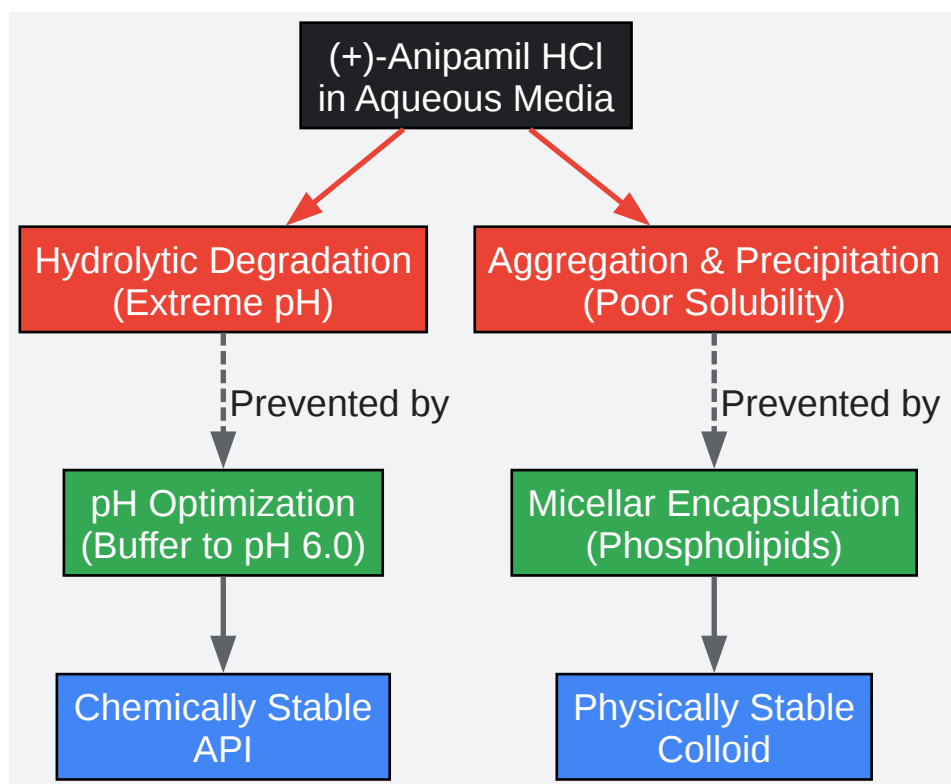 (+)-Anipamil HCl
in Aqueous Media
Hydrolytic Degradation
(Extreme pH)
Aggregation & Precipitation
(Poor Solubility)
Prevented by
Prevented by
pH Optimization
(Buffer to pH 6.0)
Micellar Encapsulation
(Phospholipids)
Chemically Stable
API
Physically Stable
Colloid